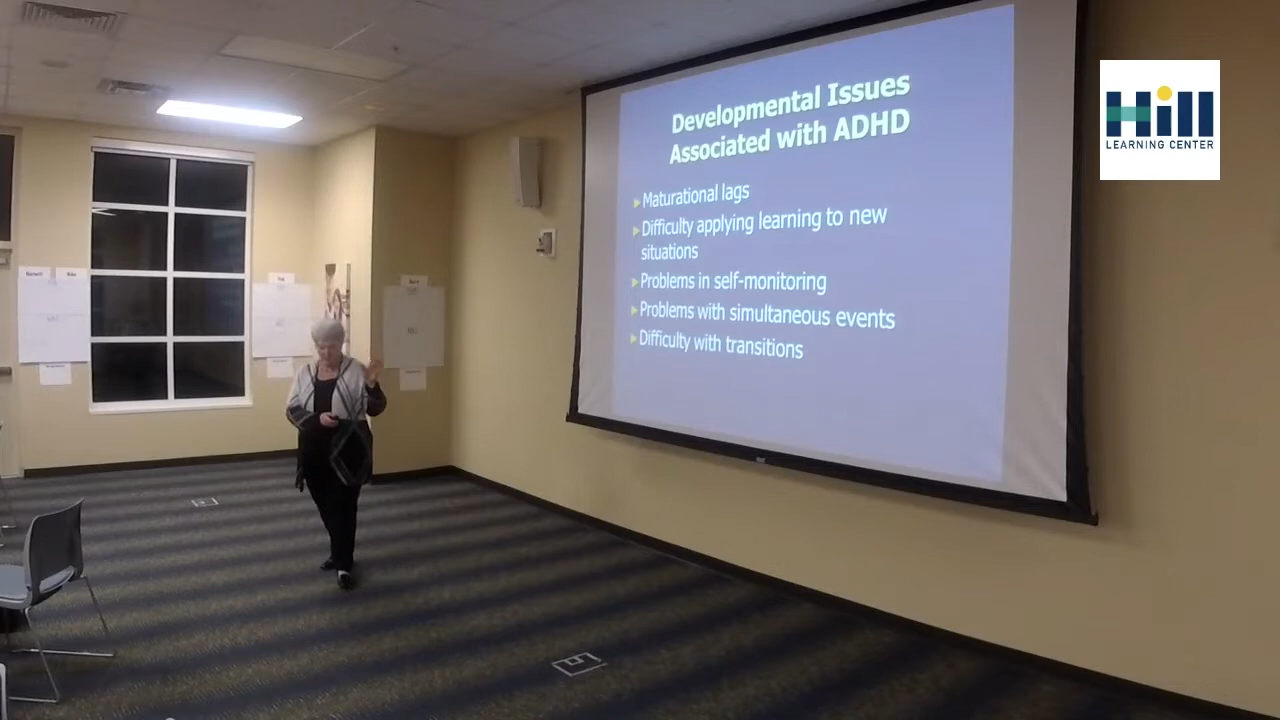 Developmental Issues
Associated with ADHD
Maturational lags
Difficulty applying learning to new
situations
Problems in self-monitoring
Problems with simultaneous events
Difficulty with transitions
Hill
LEARNING CENTER